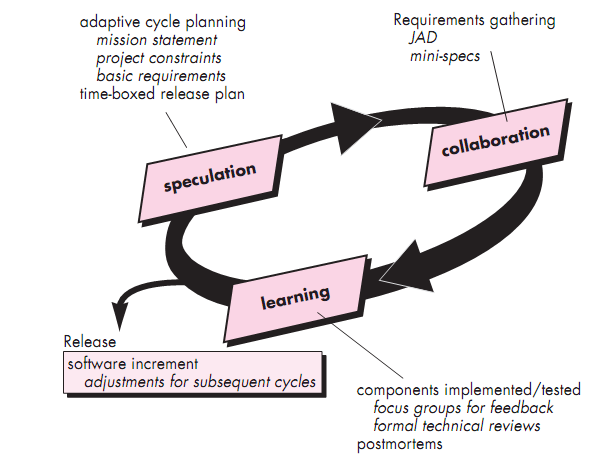 adaptive cycle planning
mission statement
project constraints
basic requirements
time-boxed release plan
Requirements gathering
JAD
mini-specs
speculation
collaboration
learning
Release
software increment
adjustments for subsequent cycles
components implemented/tested
focus groups for feedback
formal technical reviews
postmortems